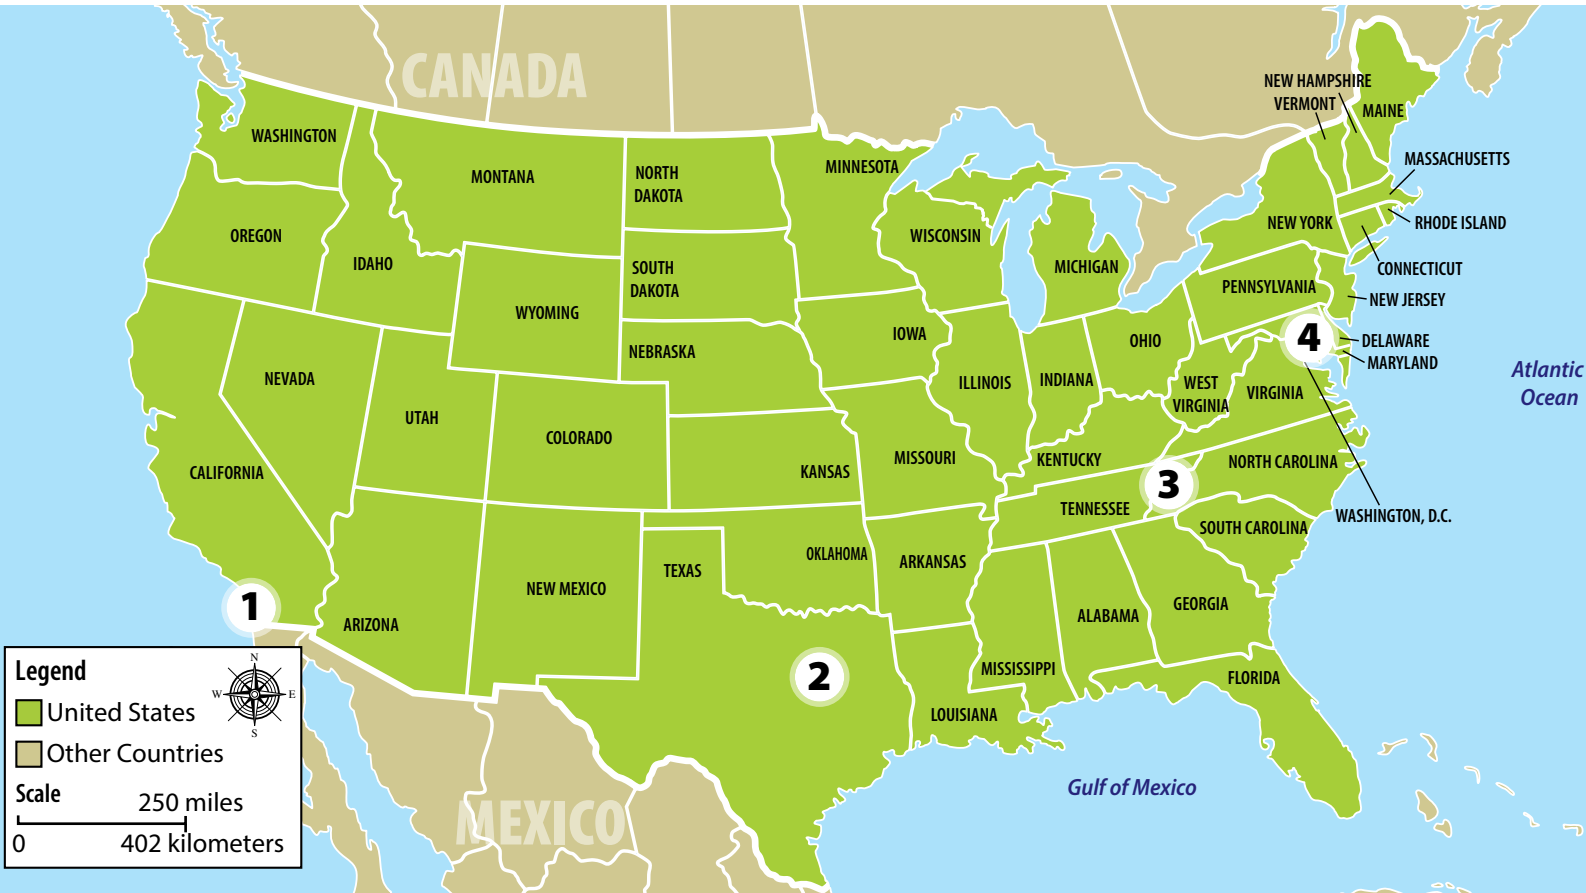 CANADA
NEW HAMPSHIRE
VERMONT
MAINE
WASHINGTON
MONTANA
NORTH
DAKOTA
MINNESOTA
MASSACHUSETTS
OREGON
IDAHO
WISCONSIN
NEW YORK
RHODE ISLAND
SOUTH
DAKOTA
MICHIGAN
CONNECTICUT
PENNSYLVANIA
NEW JERSEY
WYOMING
IOWA
OHIO
4
DELAWARE
MARYLAND
NEBRASKA
Atlantic
Ocean
NEVADA
ILLINOIS
INDIANA
WEST
VIRGINIA
VIRGINIA
UTAH
COLORADO
CALIFORNIA
KANSAS
MISSOURI
KENTUCKY
NORTH CAROLINA
3
TENNESSEE
WASHINGTON, D.C.
SOUTH CAROLINA
OKLAHOMA
ARKANSAS
TEXAS
NEW MEXICO
1
ARIZONA
ALABAMA
GEORGIA
2
MISSISSIPPI
FLORIDA
LOUISIANA
Gulf of Mexico
MEXICO
Legend
N
W
E
S
United States
Other Countries
Scale
250 miles
0
402 kilometers